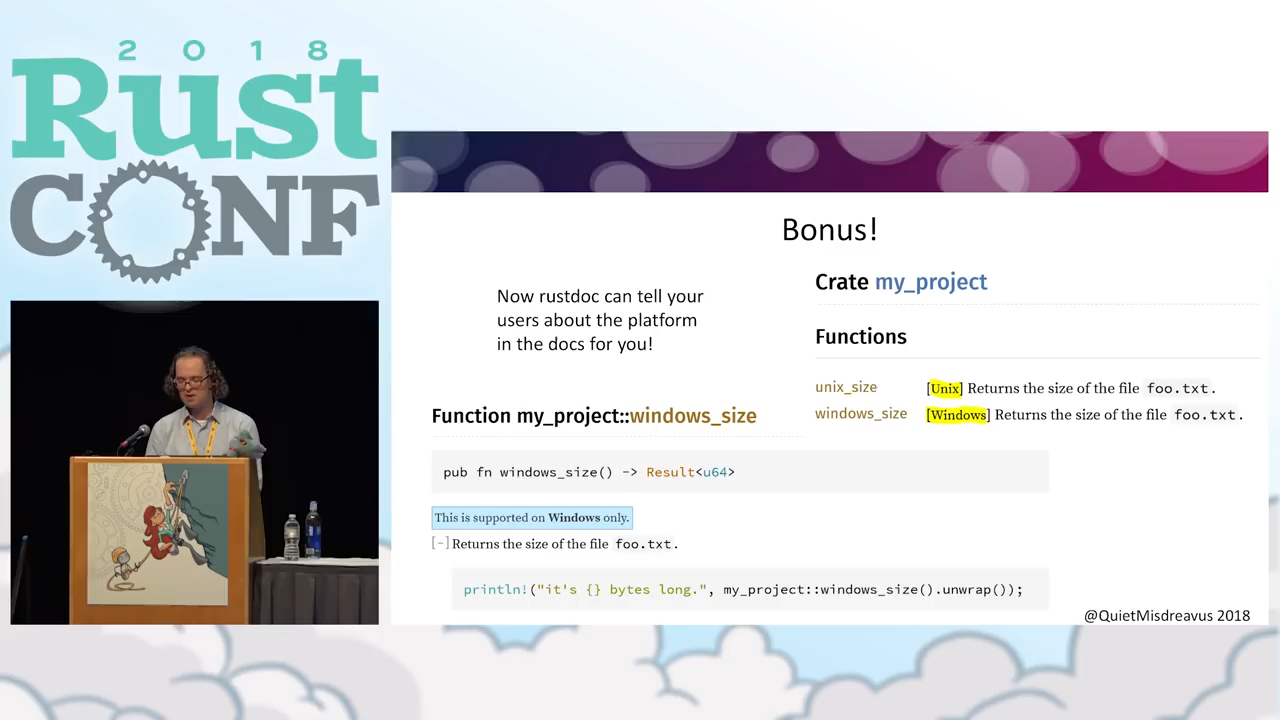 2018
Rust
CONF
Bonus!
Now rustdoc can tell your
users about the platform
in the docs for you!
Crate my_project
Functions
unix_size [Unix] Returns the size of the file foo.txt.
windows_size [Windows] Returns the size of the file foo.txt.
Function my_project::windows_size
pub fn windows_size() -> Result<u64>
This is supported on Windows only.
[-] Returns the size of the file foo.txt.
println!("it's {} bytes long.", my_project::windows_size().unwrap());
@QuietMisdreavus 2018